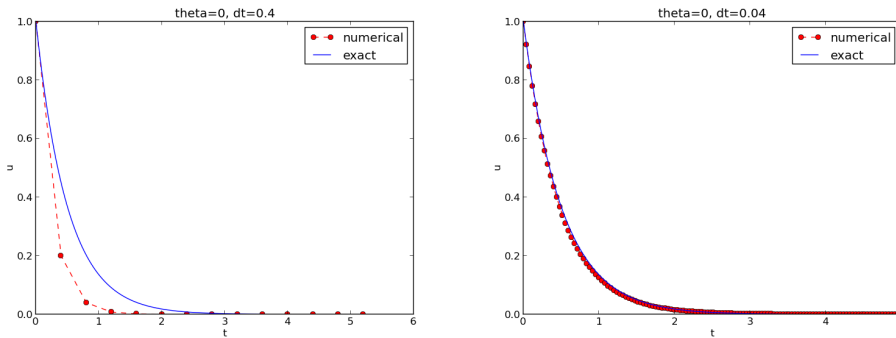 theta=0, dt=0.4
1.0
0.8
0.6
0.4
0.2
0.0
u
numerical
exact
0 1 2 3 4 5 6
t
theta=0, dt=0.04
1.0
0.8
0.6
0.4
0.2
0.0
u
numerical
exact
0 1 2 3 4
t